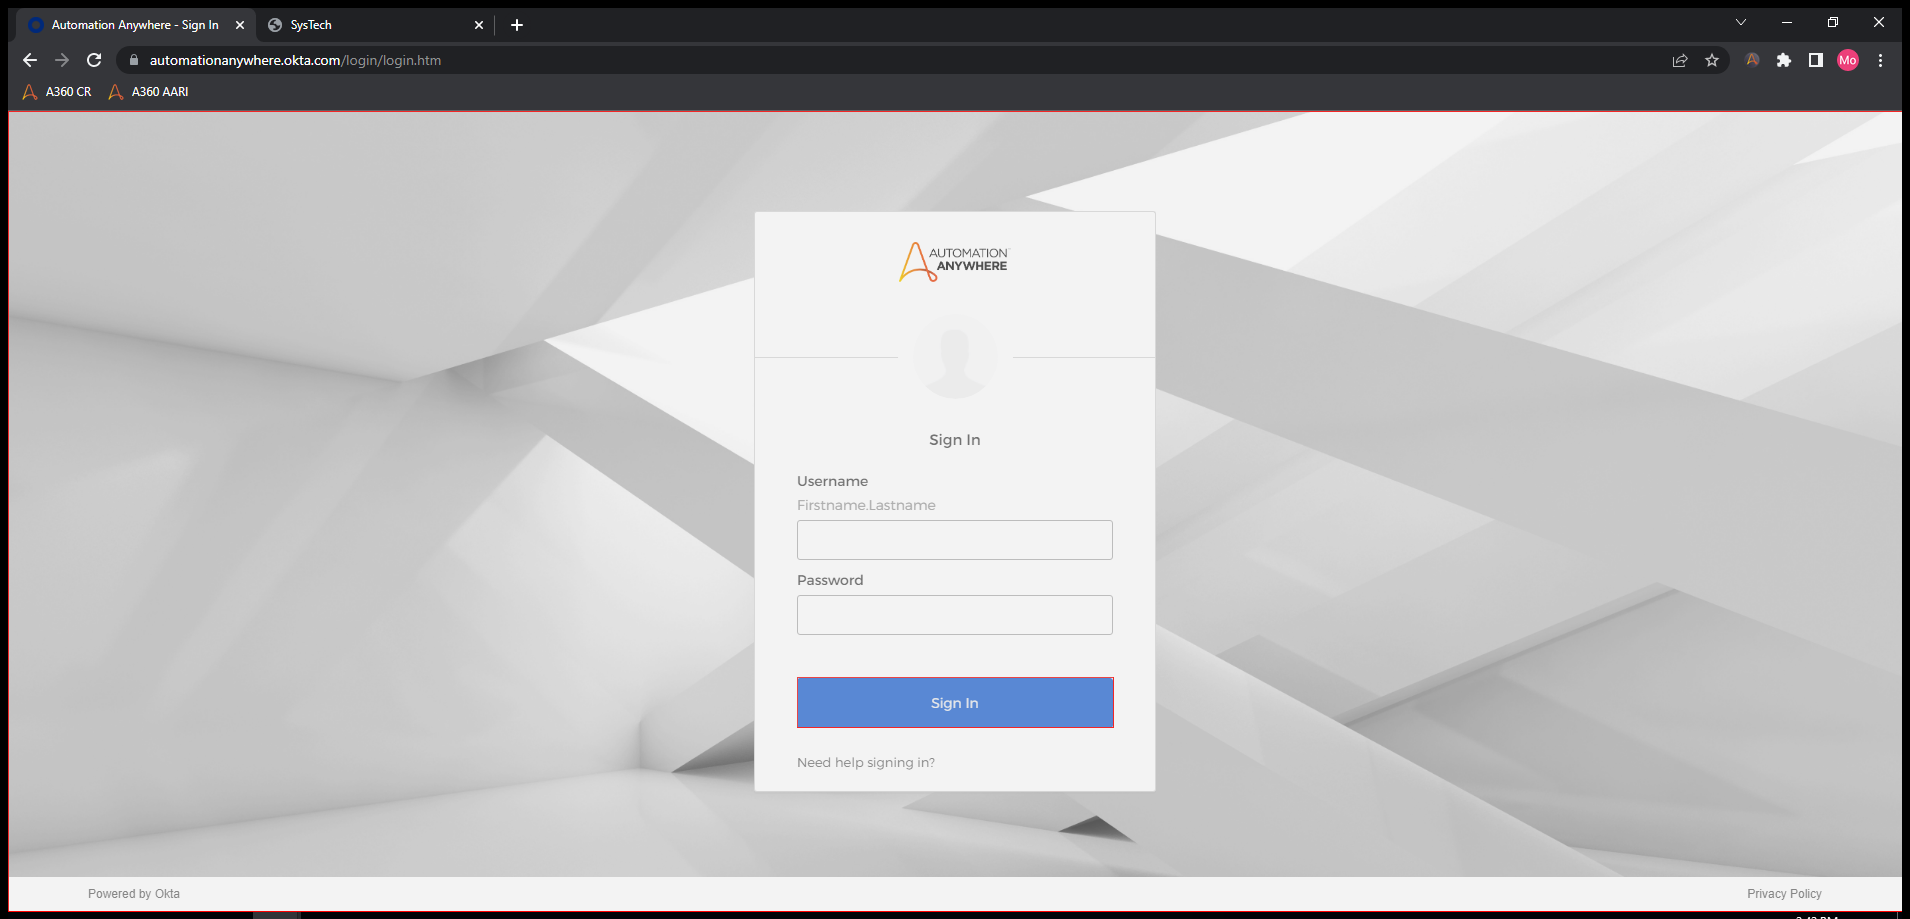 Automation Anywhere - Sign In
SysTech
automationanywhere.okta.com/login/login.htm
Mo
A360 CR
A360 AARI
AUTOMATION
ANYWHERE
Sign In
Username
Firstname.Lastname
Password
Sign In
Need help signing in?
Powered by Okta
Privacy Policy